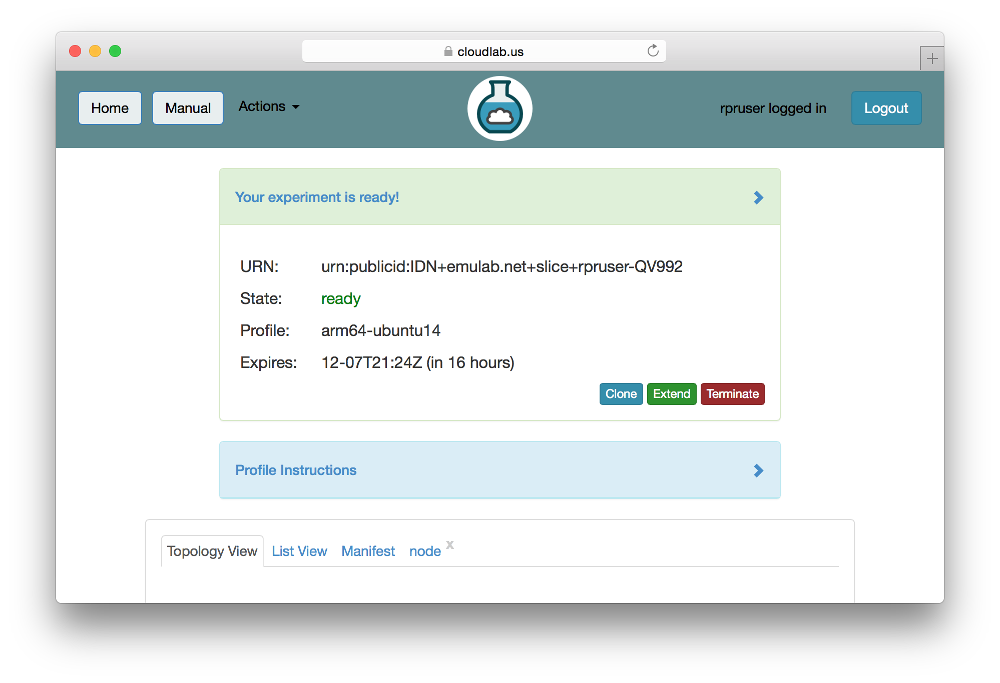 cloudlab.us
Home Manual Actions rpruser logged in Logout
Your experiment is ready!
URN: urn:publicid:IDN+emulab.net+slice+rpruser-QV992
State: ready
Profile: arm64-ubuntu14
Expires: 12-07T21:24Z (in 16 hours)
Clone Extend Terminate
Profile Instructions
Topology View List View Manifest node x